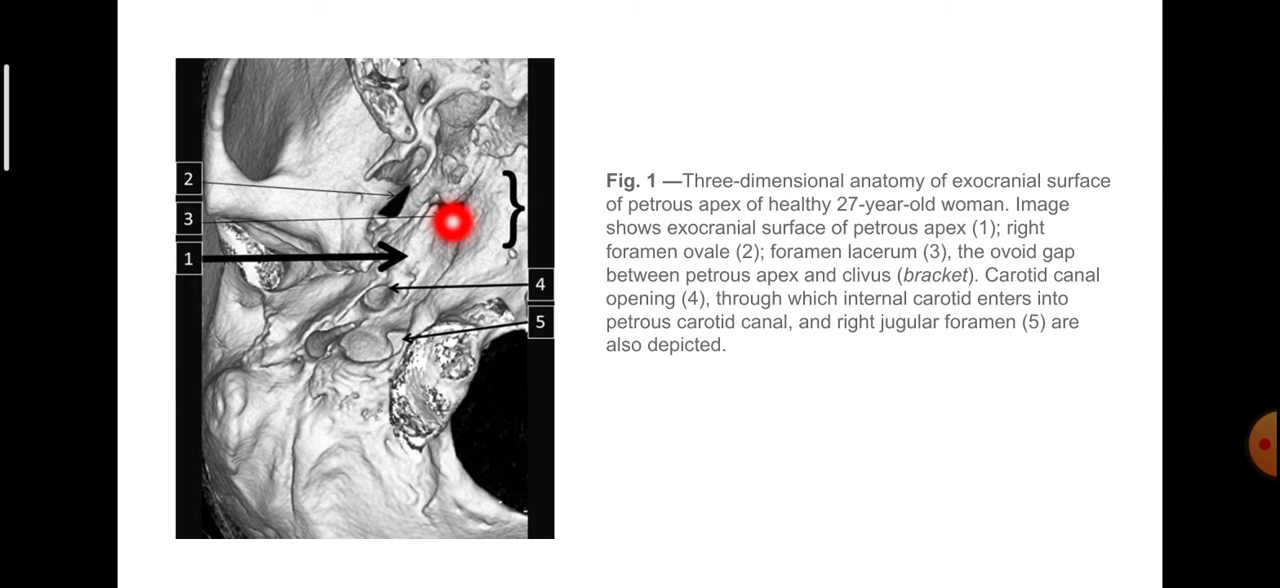 2
3
1
4
5
Fig. 1 —Three-dimensional anatomy of exocranial surface
of petrous apex of healthy 27-year-old woman. Image
shows exocranial surface of petrous apex (1); right
foramen ovale (2); foramen lacerum (3), the ovoid gap
between petrous apex and clivus (bracket). Carotid canal
opening (4), through which internal carotid enters into
petrous carotid canal, and right jugular foramen (5) are
also depicted.